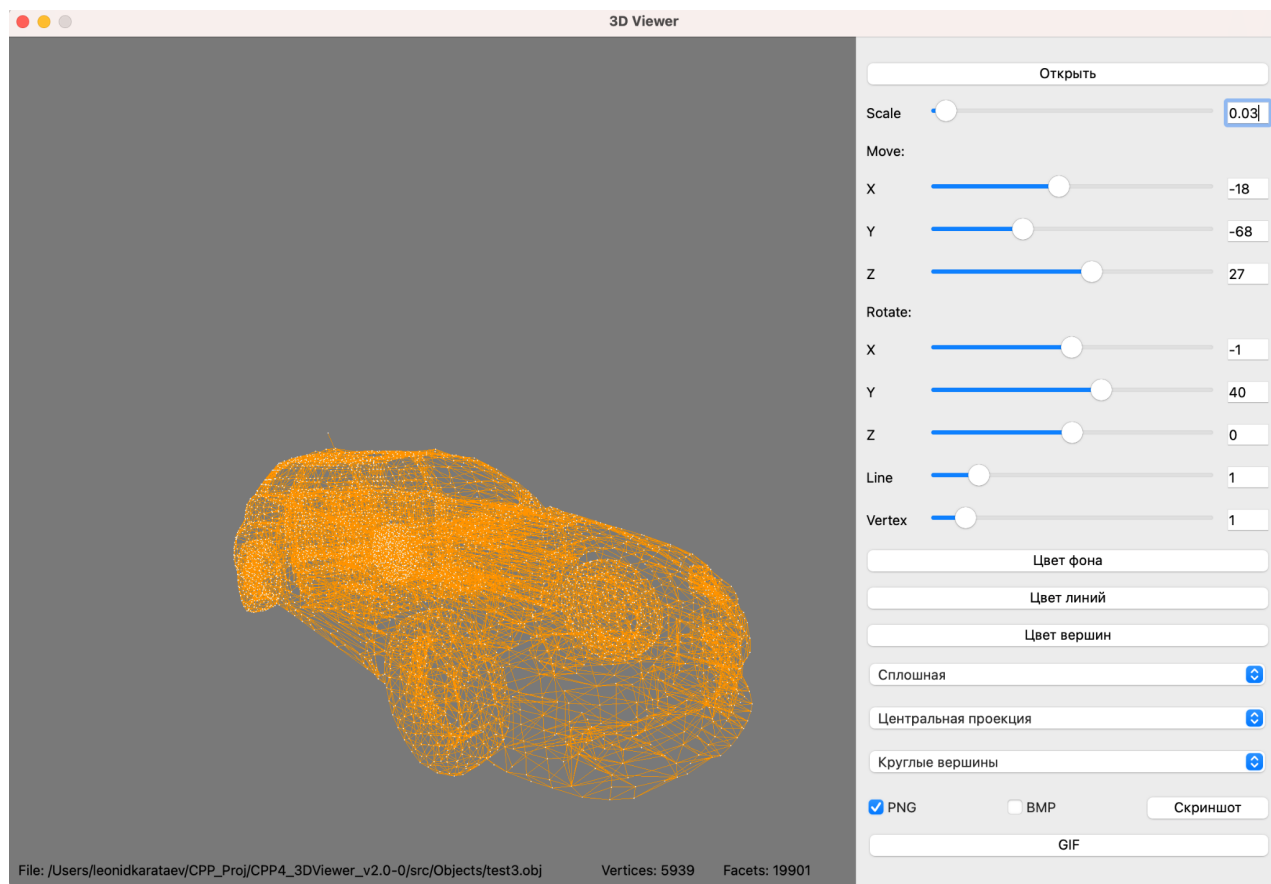 3D Viewer
Открыть
Scale 0.03
Move:
X -18
Y -68
Z 27
Rotate:
X -1
Y 40
Z 0
Line 1
Vertex 1
Цвет фона
Цвет линий
Цвет вершин
Сплошная
Центральная проекция
Круглые вершины
PNG BMP Скриншот
GIF
File: /Users/leonidkarataev/CPP_Proj/CPP4_3DViewer_v2.0-0/src/Objects/test3.obj Vertices: 5939 Facets: 19901